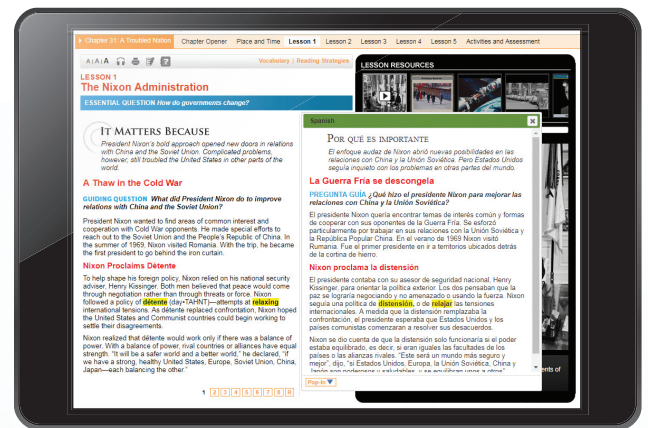 Chapter 31: A Troubled Nation Chapter Opener Place and Time Lesson 1 Lesson 2 Lesson 3 Lesson 4 Lesson 5 Activities and Assessment
A|A|A
Vocabulary | Reading Strategies
LESSON 1
The Nixon Administration
ESSENTIAL QUESTION How do governments change?
IT MATTERS BECAUSE
President Nixon's bold approach opened new doors in relations
with China and the Soviet Union. Complicated problems,
however, still troubled the United States in other parts of the
world.
A Thaw in the Cold War
GUIDING QUESTION What did President Nixon do to improve
relations with China and the Soviet Union?
President Nixon wanted to find areas of common interest and
cooperation with Cold War opponents. He made special efforts to
reach out to the Soviet Union and the People's Republic of China. In
the summer of 1969, Nixon visited Romania. With the trip, he became
the first president to go behind the iron curtain.
Nixon Proclaims Détente
To help shape his foreign policy, Nixon relied on his national security
adviser, Henry Kissinger. Both men believed that peace would come
through negotiation rather than through threats or force. Nixon
followed a policy of détente (day•TAHNT)—attempts at relaxing
international tensions. As détente replaced confrontation, Nixon hoped
the United States and Communist countries could begin working to
settle their disagreements.
Nixon realized that détente would work only if there was a balance of
power. With a balance of power, rival countries or alliances have equal
strength. "It will be a safer world and a better world," he declared, "if
we have a strong, healthy United States, Europe, Soviet Union, China,
Japan—each balancing the other."
1 2 3 4 5 6 7 8 R
LESSON RESOURCES
Spanish
POR QUÉ ES IMPORTANTE
El enfoque audaz de Nixon abrió nuevas posibilidades en las
relaciones con China y la Unión Soviética. Pero Estados Unidos
seguía inquieto con los problemas en otras partes del mundo.
La Guerra Fría se descongela
PREGUNTA GUÍA ¿Qué hizo el presidente Nixon para mejorar las
relaciones con China y la Unión Soviética?
El presidente Nixon quería encontrar temas de interés común y formas
de cooperar con sus oponentes de la Guerra Fría. Se esforzó
particularmente por trabajar en sus relaciones con la Unión Soviética y
la República Popular China. En el verano de 1969 Nixon visitó
Rumania. Fue el primer presidente en ir a territorios ubicados detrás
de la cortina de hierro.
Nixon proclama la distensión
El presidente contaba con su asesor de seguridad nacional, Henry
Kissinger, para orientar la política exterior. Los dos pensaban que la
paz se lograría negociando y no amenazado o usando la fuerza. Nixon
seguía una política de distensión, o de relajar las tensiones
internacionales. A medida que la distensión remplazaba la
confrontación, el presidente esperaba que Estados Unidos y los
países comunistas comenzaran a resolver sus desacuerdos.
Nixon se dio cuenta de que la distensión solo funcionaría si el poder
estaba equilibrado, es decir, si eran iguales las facultades de los
países o las alianzas rivales. "Este será un mundo más seguro y
mejor", dijo, "si Estados Unidos, Europa, la Unión Soviética, China y
Japón son poderosos y saludables, y se equilibran unos a otros"
Pop-in
ents of